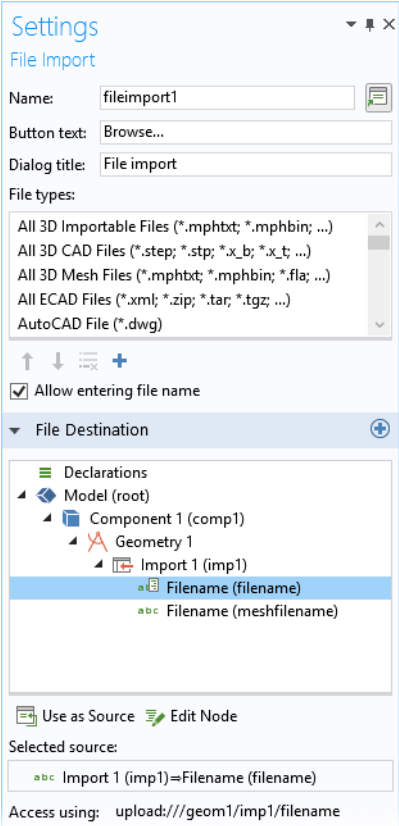 Settings
File Import
Name: fileimport1
Button text: Browse...
Dialog title: File import
File types:
All 3D Importable Files (*.mphtxt; *.mphbin; ...)
All 3D CAD Files (*.step; *.stp; *.x_b; *.x_t; ...)
All 3D Mesh Files (*.mphtxt; *.mphbin; *.fla; ...)
All ECAD Files (*.xml; *.zip; *.tar; *.tgz; ...)
AutoCAD File (*.dwg)
Allow entering file name
File Destination
Declarations
Model (root)
Component 1 (comp1)
Geometry 1
Import 1 (imp1)
Filename (filename)
abc Filename (meshfilename)
Use as Source Edit Node
Selected source:
abc Import 1 (imp1)⇒Filename (filename)
Access using: upload:///geom1/imp1/filename